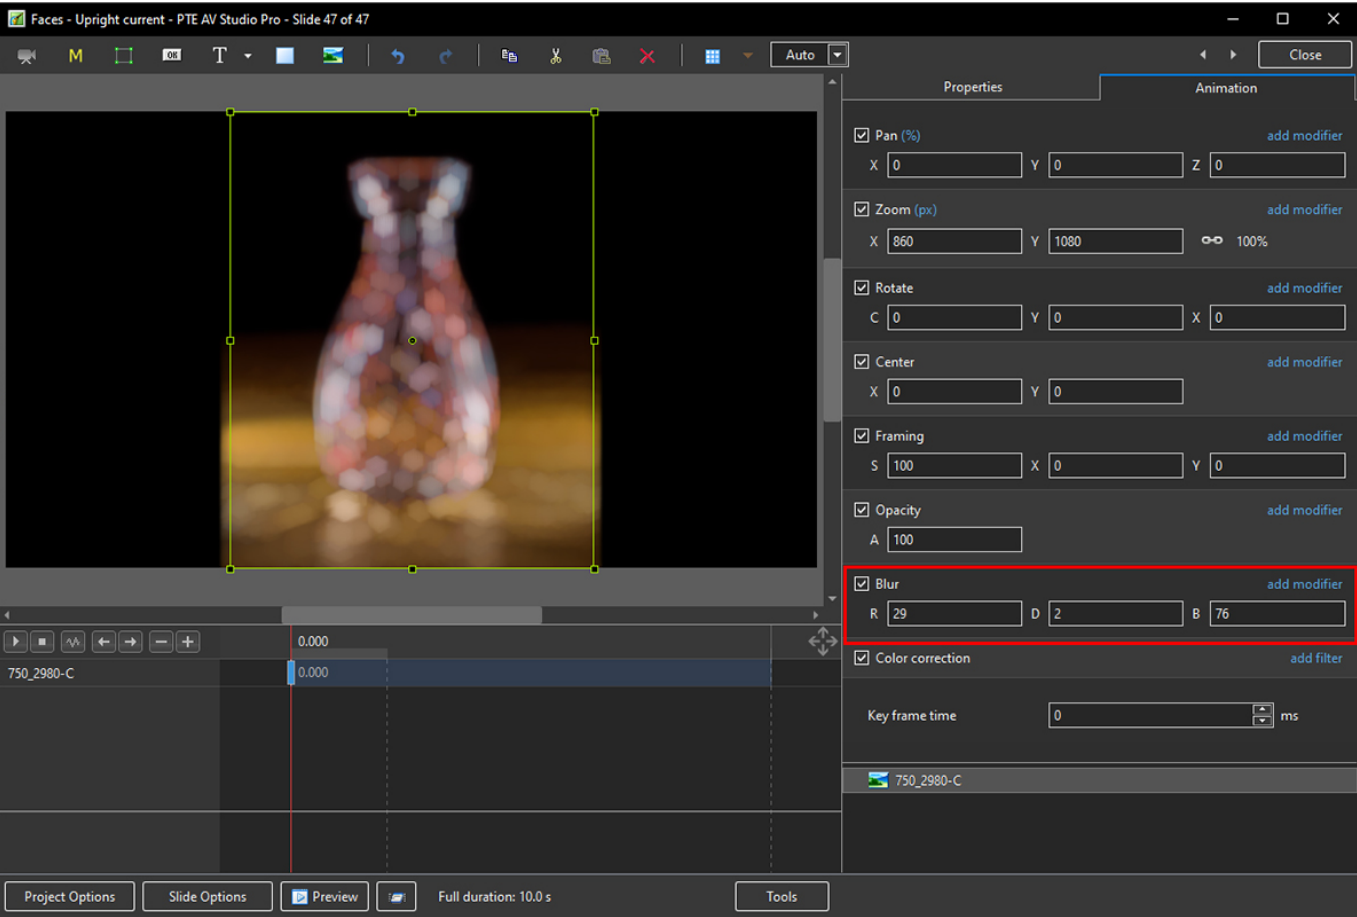 Faces - Upright current - PTE AV Studio Pro - Slide 47 of 47
M OK T Auto Close
Properties Animation
Pan (%) add modifier
X 0 Y 0 Z 0
Zoom (px) add modifier
X 860 Y 1080 100%
Rotate add modifier
C 0 Y 0 X 0
Center add modifier
X 0 Y 0
Framing add modifier
S 100 X 0 Y 0
Opacity add modifier
A 100
Blur add modifier
R 29 D 2 B 76
Color correction add filter
Key frame time 0 ms
750_2980-C
0.000
750_2980-C 0.000
Project Options Slide Options Preview Full duration: 10.0 s Tools